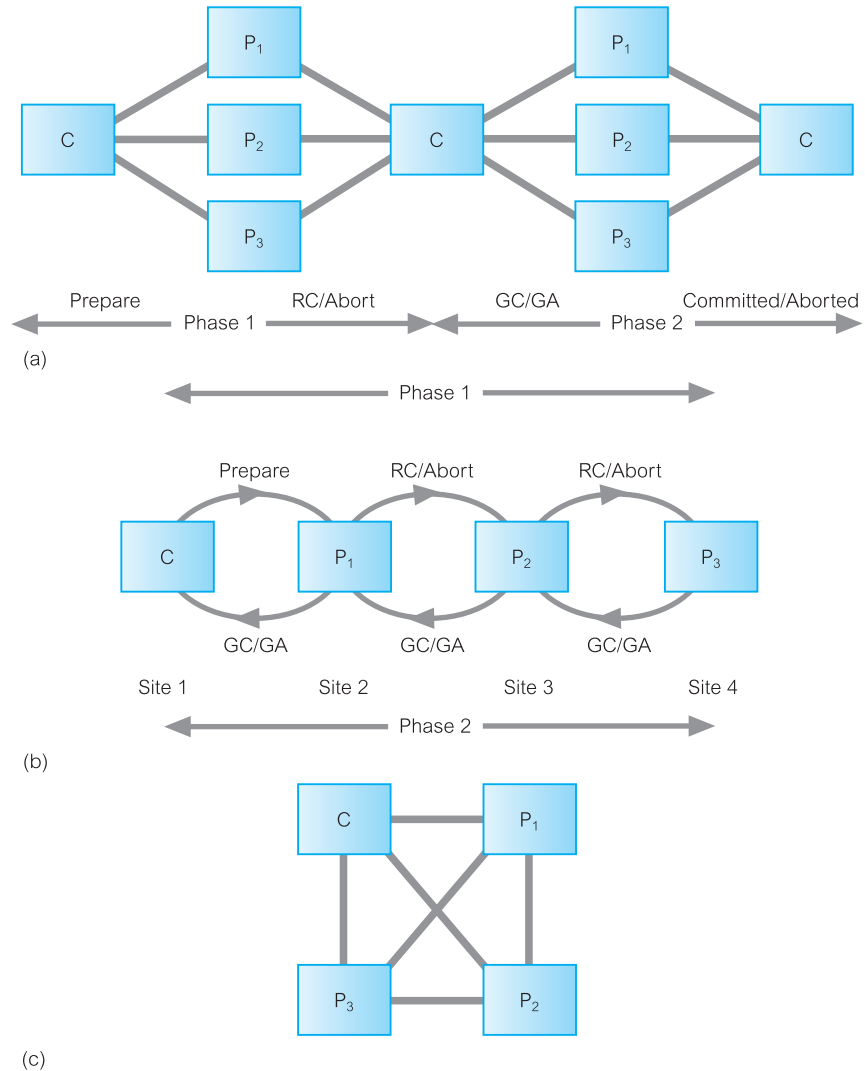 P₁ P₁
C P₂ C P₂ C
P₃ P₃
Prepare RC/Abort GC/GA Committed/Aborted
Phase 1 Phase 2
(a)
Phase 1
Prepare RC/Abort RC/Abort
C P₁ P₂ P₃
GC/GA GC/GA GC/GA
Site 1 Site 2 Site 3 Site 4
Phase 2
(b)
C P₁
P₃ P₂
(c)